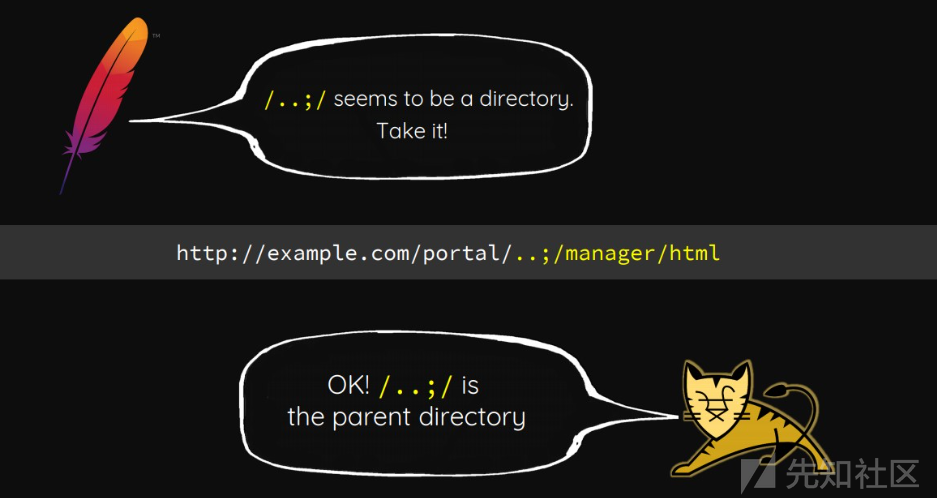 TM
/..;/ seems to be a directory.
Take it!
http://example.com/portal/..;/manager/html
OK! /..;/ is
the parent directory
先知社区